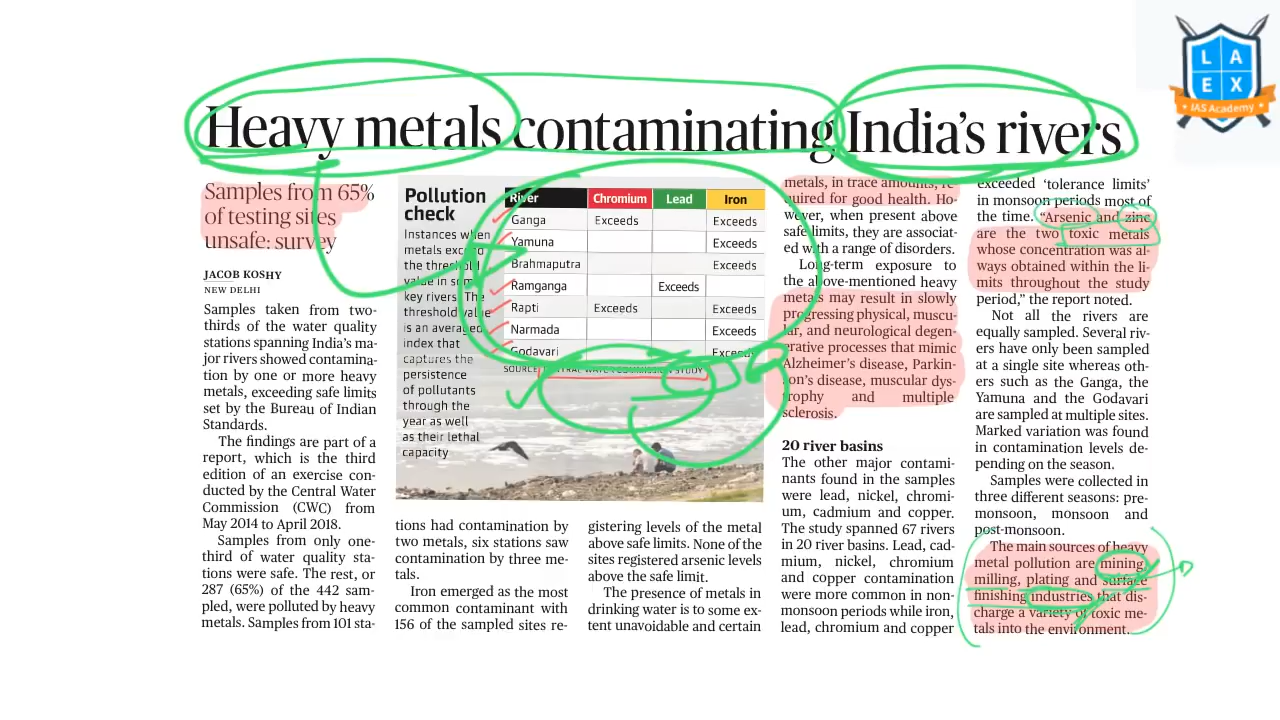 LA
EX
IAS Academy
Heavy metals contaminating India's rivers
Samples from 65%
of testing sites
unsafe: survey
JACOB KOSHY
NEW DELHI
Samples taken from two-
thirds of the water quality
stations spanning India's ma-
jor rivers showed contamina-
tion by one or more heavy
metals, exceeding safe limits
set by the Bureau of Indian
Standards.
The findings are part of a
report, which is the third
edition of an exercise con-
ducted by the Central Water
Commission (CWC) from
May 2014 to April 2018.
Samples from only one-
third of water quality sta-
tions were safe. The rest, or
287 (65%) of the 442 sam-
pled, were polluted by heavy
metals. Samples from 101 sta-
Pollution
check
Instances when
metals exceed
the threshold
value in some
key rivers. The
threshold value
is an averaged
index that
captures the
persistence
of pollutants
through the
year as well
as their lethal
capacity
River Chromium Lead Iron
Ganga Exceeds Exceeds
Yamuna Exceeds
Brahmaputra Exceeds
Ramganga Exceeds
Rapti Exceeds Exceeds
Narmada Exceeds
Godavari Exceeds
SOURCE: CENTRAL WATER COMMISSION STUDY
tions had contamination by
two metals, six stations saw
contamination by three me-
tals.
Iron emerged as the most
common contaminant with
156 of the sampled sites re-
gistering levels of the metal
above safe limits. None of the
sites registered arsenic levels
above the safe limit.
The presence of metals in
drinking water is to some ex-
tent unavoidable and certain
metals, in trace amounts, re-
quired for good health. Ho-
wever, when present above
safe limits, they are associat-
ed with a range of disorders.
Long-term exposure to
the above-mentioned heavy
metals may result in slowly
progressing physical, muscu-
lar, and neurological degen-
erative processes that mimic
Alzheimer's disease, Parkin-
son's disease, muscular dys-
trophy and multiple
sclerosis.
20 river basins
The other major contami-
nants found in the samples
were lead, nickel, chromi-
um, cadmium and copper.
The study spanned 67 rivers
in 20 river basins. Lead, cad-
mium, nickel, chromium
and copper contamination
were more common in non-
monsoon periods while iron,
lead, chromium and copper
exceeded 'tolerance limits'
in monsoon periods most of
the time. "Arsenic and zinc
are the two toxic metals
whose concentration was al-
ways obtained within the li-
mits throughout the study
period," the report noted.
Not all the rivers are
equally sampled. Several riv-
ers have only been sampled
at a single site whereas oth-
ers such as the Ganga, the
Yamuna and the Godavari
are sampled at multiple sites.
Marked variation was found
in contamination levels de-
pending on the season.
Samples were collected in
three different seasons: pre-
monsoon, monsoon and
post-monsoon.
The main sources of heavy
metal pollution are mining,
milling, plating and surface
finishing industries that dis-
charge a variety of toxic me-
tals into the environment.